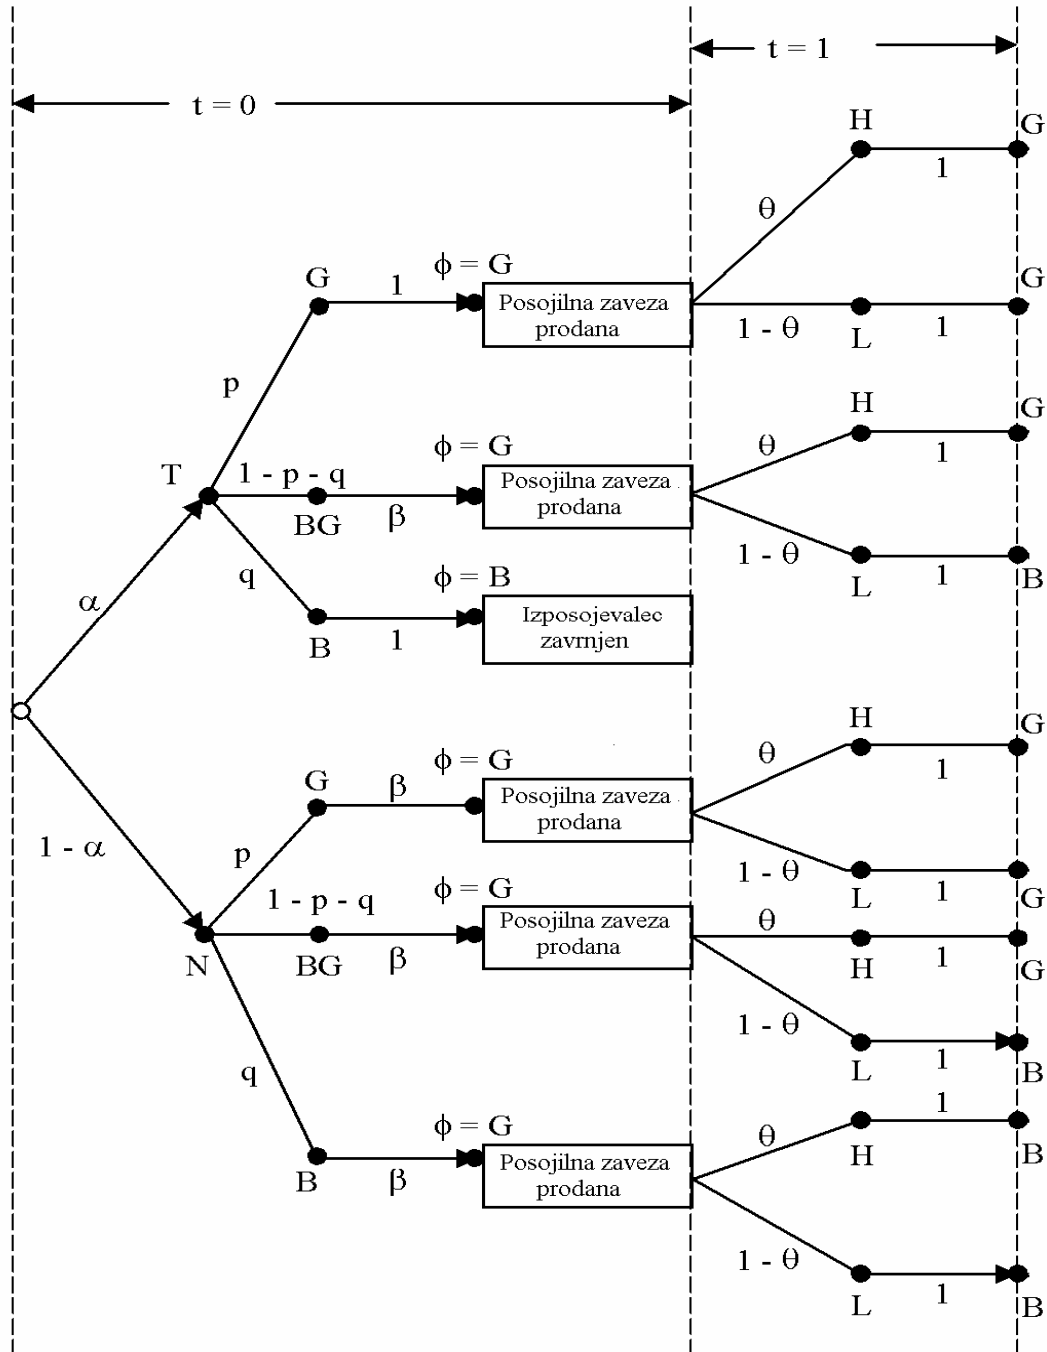 t = 1
t = 0
H
G
θ
1
G
1
ϕ = G
Posojilna zaveza
prodana
G
1 - θ
L
1
p
H
G
ϕ = G
θ
1
T
1 - p - q
BG
β
Posojilna zaveza
prodana
1 - θ
L
1
B
q
ϕ = B
α
B
1
Izposojevalec
zavrnjen
H
G
ϕ = G
θ
1
G
β
Posojilna zaveza
prodana
1 - α
p
1 - θ
L
1
G
1 - p - q
ϕ = G
θ
N
BG
β
Posojilna zaveza
prodana
H
1
G
1 - θ
q
L
1
B
1
ϕ = G
θ
H
B
B
β
Posojilna zaveza
prodana
1 - θ
L
1
B